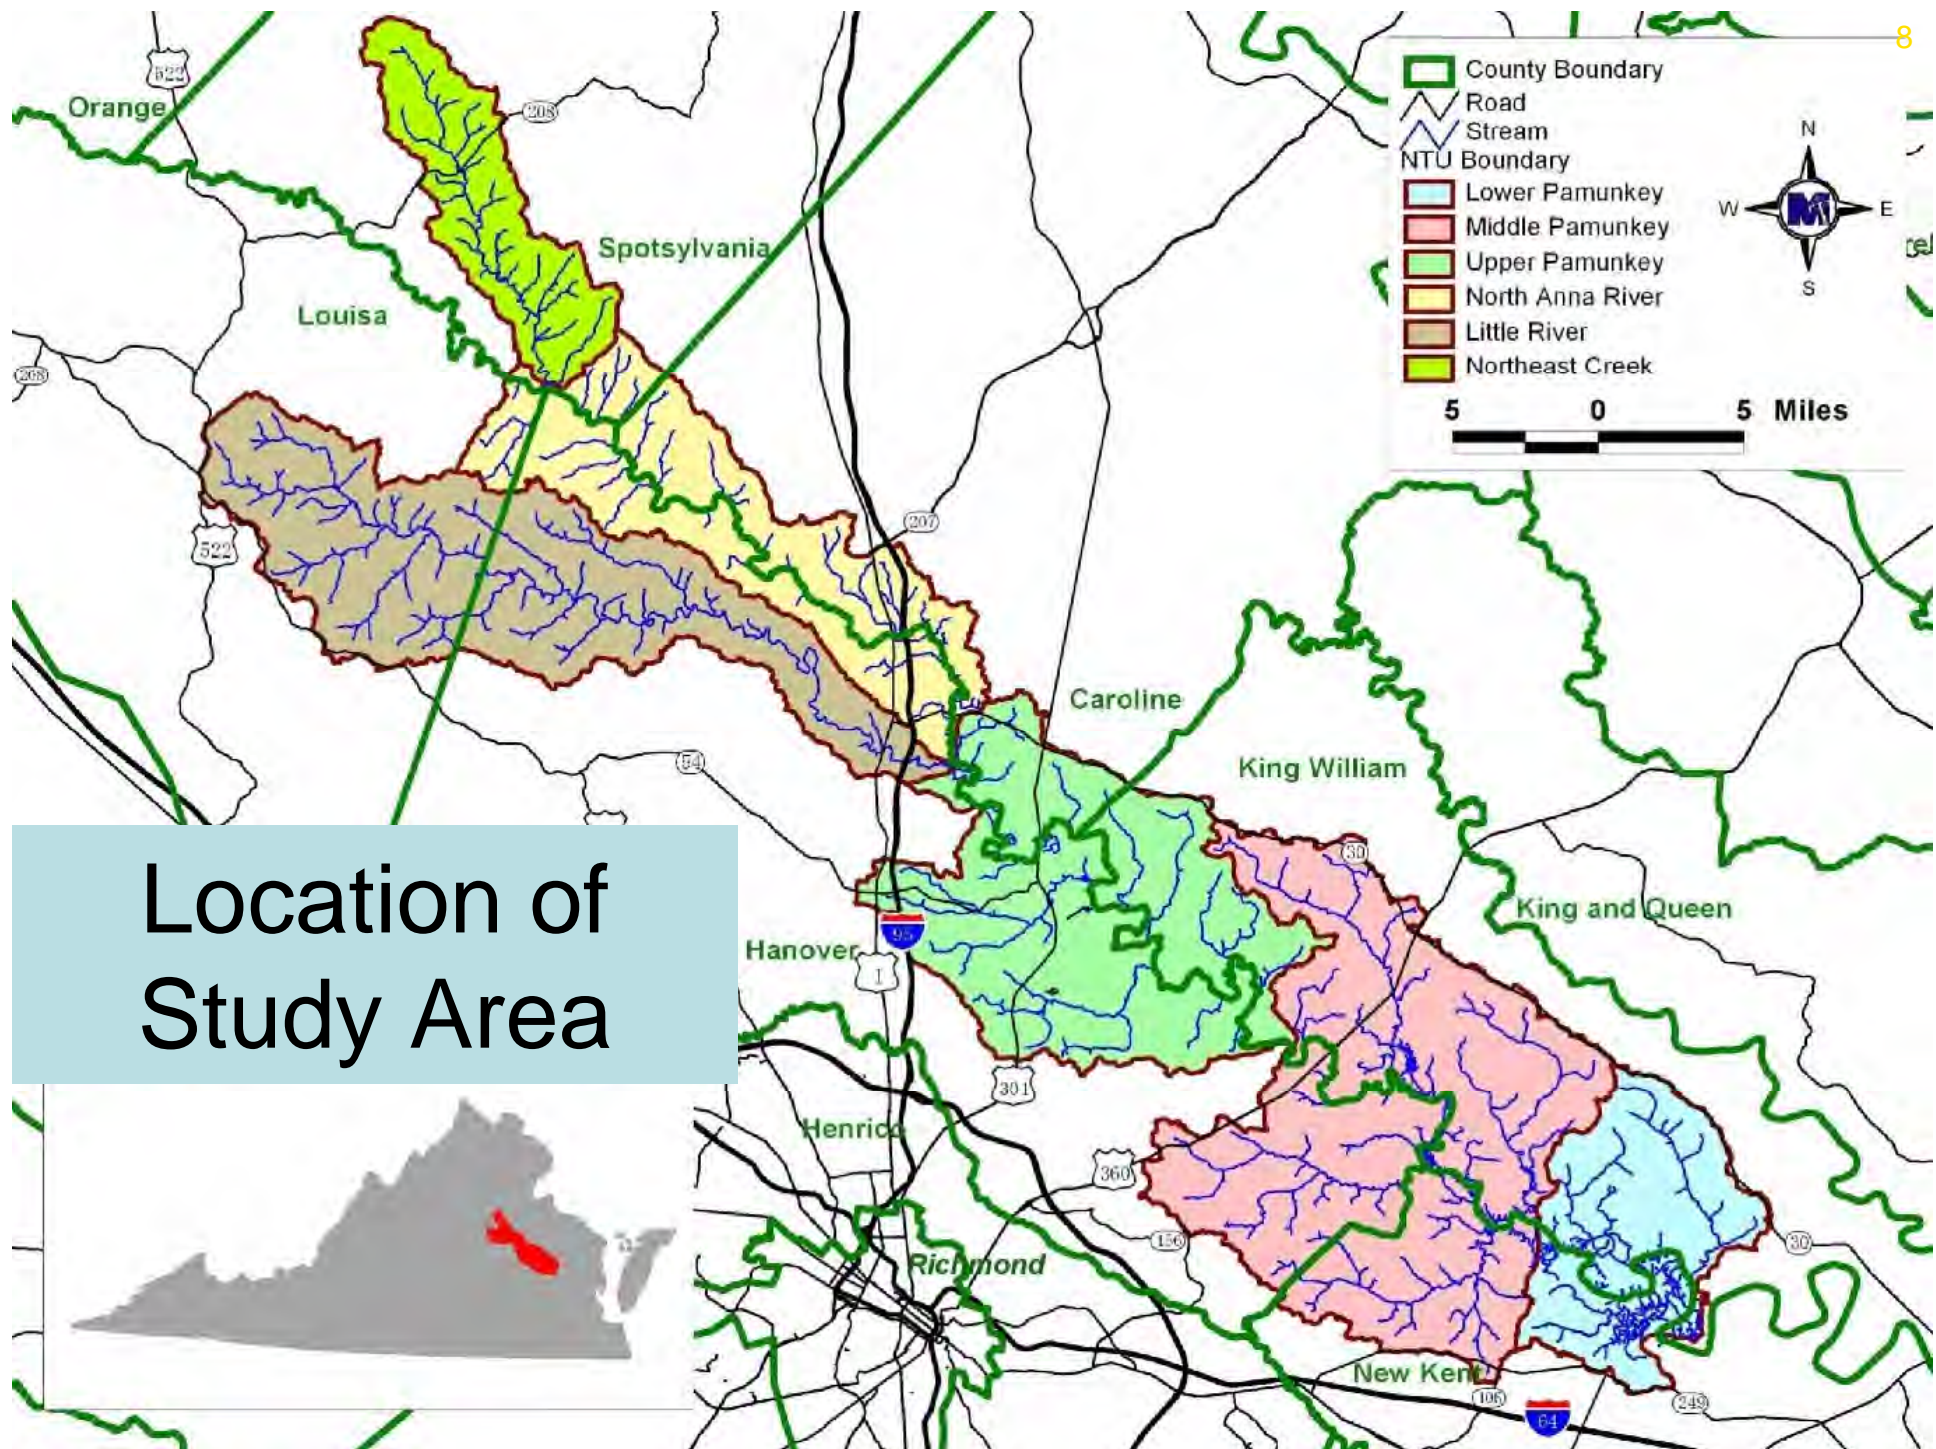 8
522
Orange
208
Spotsylvania
Louisa
208
522
207
Caroline
King William
54
30
King and Queen
Hanover
95
1
301
Henrico
360
156
30
Richmond
New Kent
106
249
64
County Boundary
Road
Stream
NTU Boundary
Lower Pamunkey
Middle Pamunkey
Upper Pamunkey
North Anna River
Little River
Northeast Creek
5 0 5 Miles
N
W E
S
M
Location of
Study Area